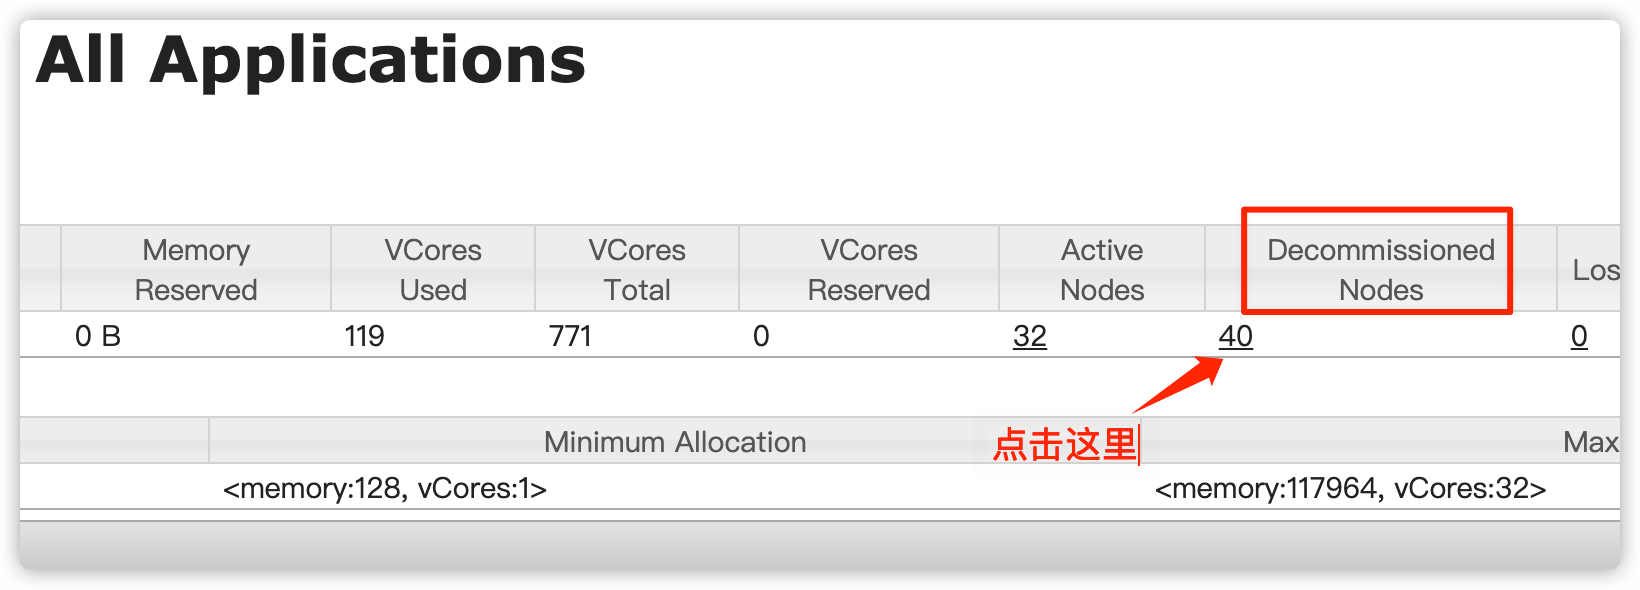 All Applications
Memory Reserved
VCores Used
VCores Total
VCores Reserved
Active Nodes
Decommissioned Nodes
Los
0 B
119
771
0
32
40
0
点击这里
Minimum Allocation
Max
<memory:128, vCores:1>
<memory:117964, vCores:32>